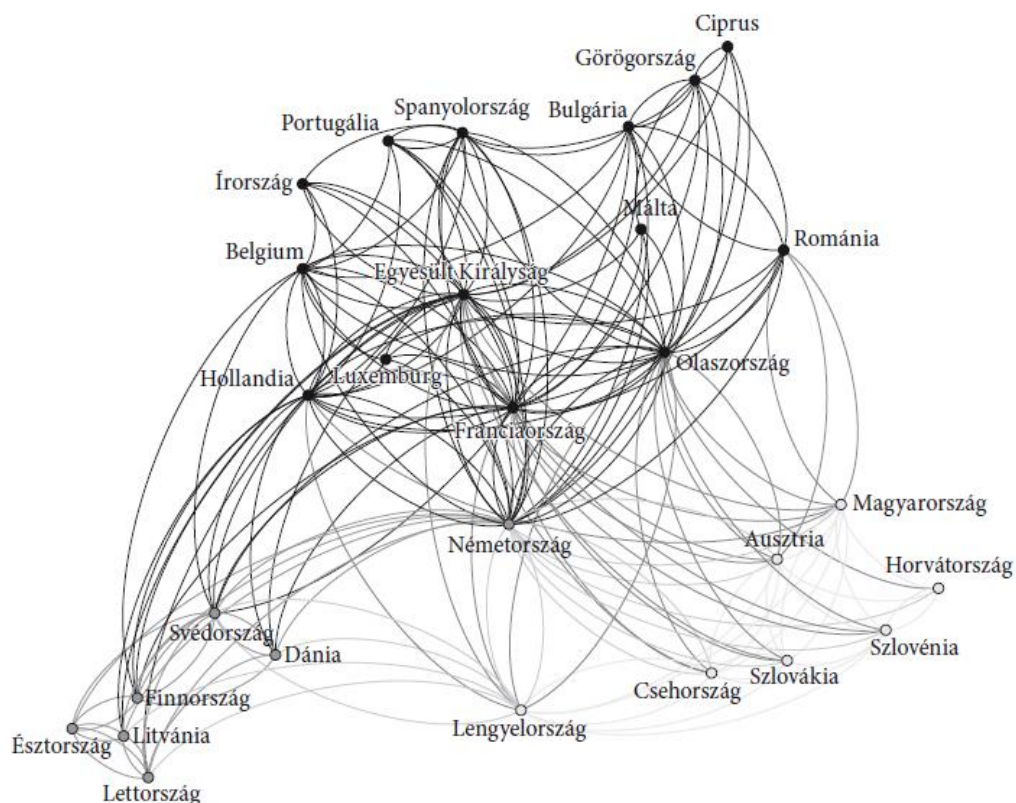 Ciprus
Görögország
Spanyolország
Bulgária
Portugália
Írország
Málta
Románia
Belgium
Egyesült Királyság
Olaszország
Hollandia
Luxemburg
Franciaország
Magyarország
Németország
Ausztria
Horvátország
Svédország
Szlovénia
Dánia
Szlovákia
Csehország
Finnország
Lengyelország
Észtország
Litvánia
Lettország